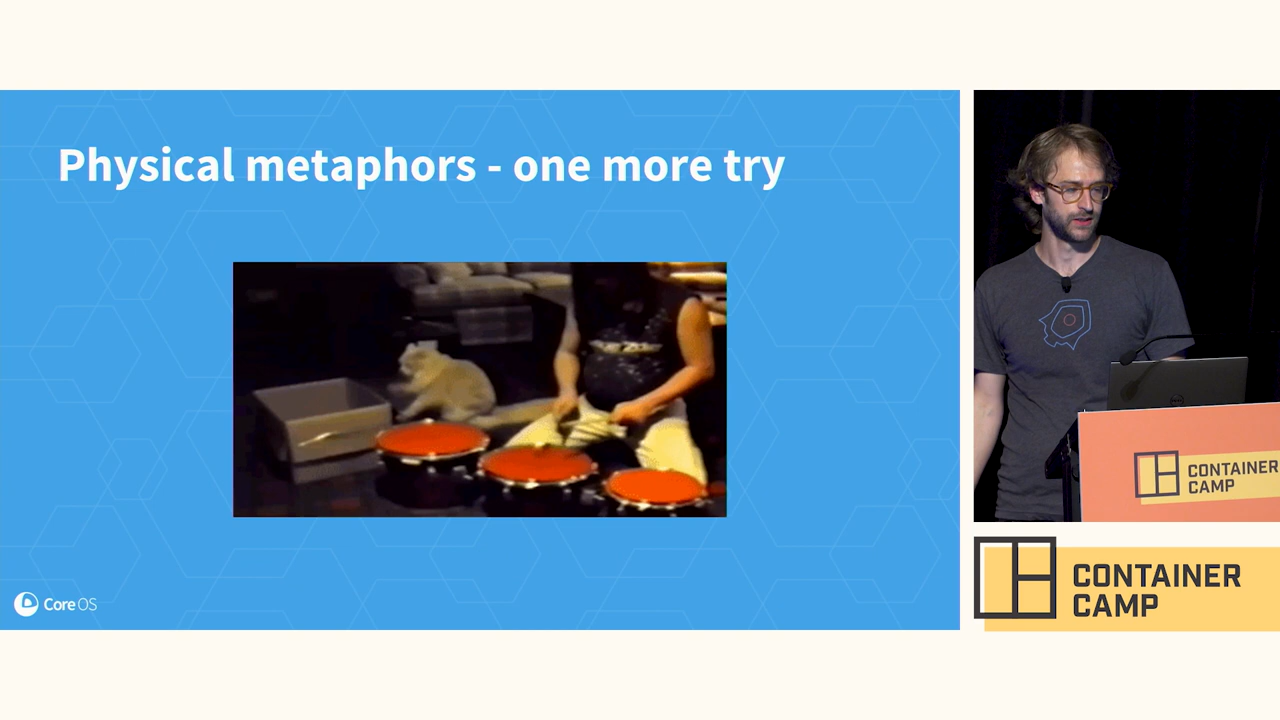 Physical metaphors - one more try
CoreOS
CONTAINER
CAMP
CONTAINER
CAMP